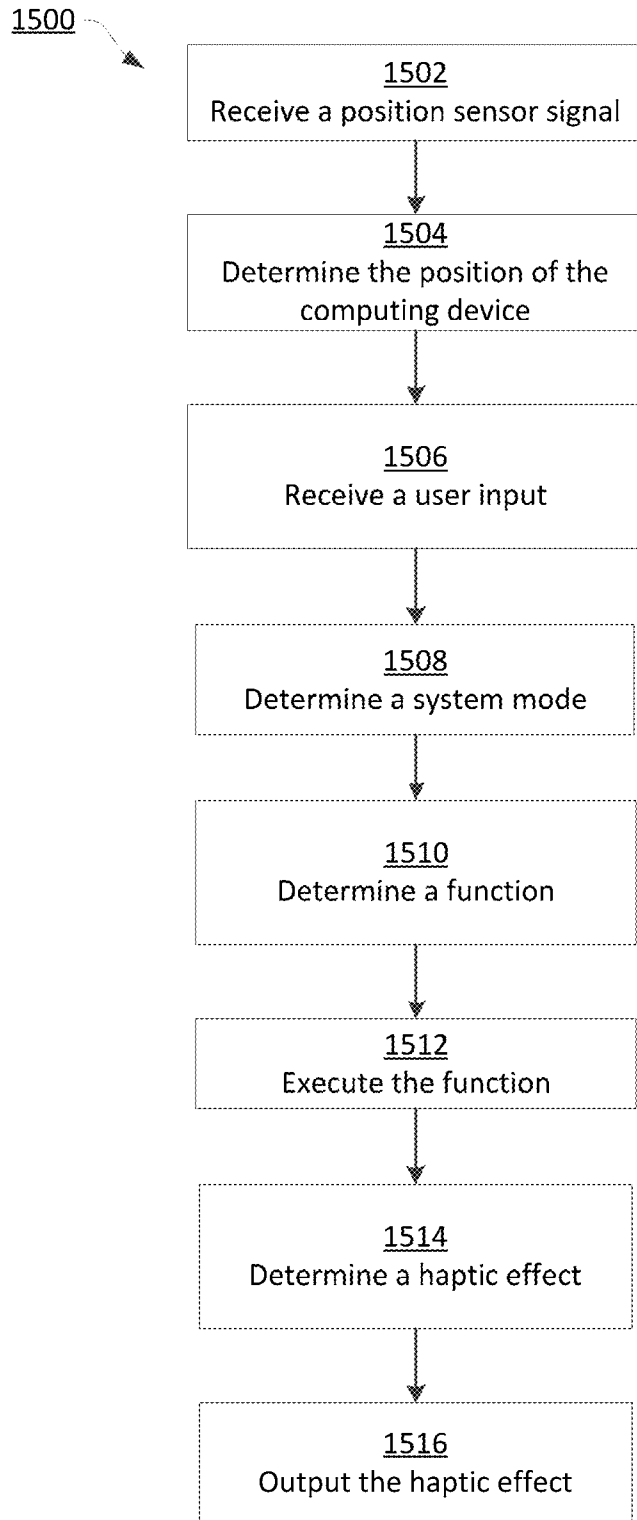 1500
1502
Receive a position sensor signal
1504
Determine the position of the
computing device
1506
Receive a user input
1508
Determine a system mode
1510
Determine a function
1512
Execute the function
1514
Determine a haptic effect
1516
Output the haptic effect